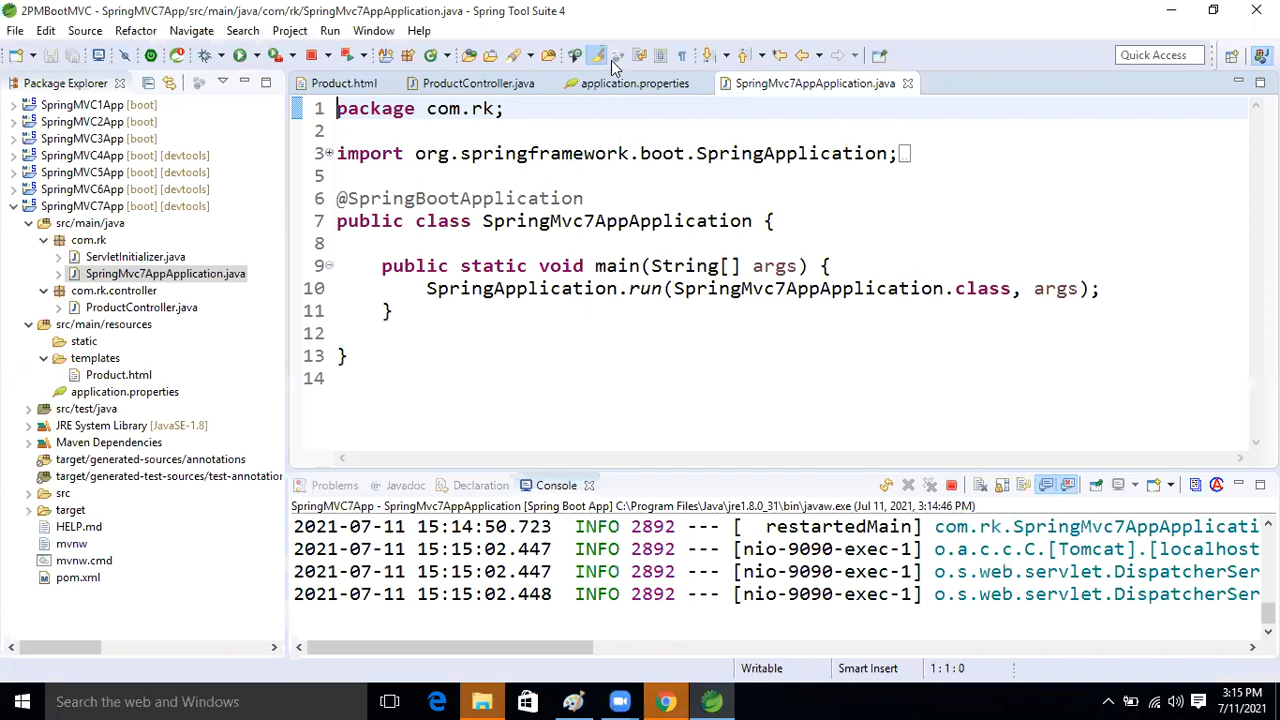 2PMBootMVC - SpringMVC7App/src/main/java/com/rk/SpringMvc7AppApplication.java - Spring Tool Suite 4
File Edit Source Refactor Navigate Search Project Run Window Help
Quick Access
Package Explorer
Product.html ProductController.java application.properties SpringMvc7AppApplication.java
SpringMVC1App [boot]
SpringMVC2App [boot]
SpringMVC3App [boot]
SpringMVC4App [boot] [devtools]
SpringMVC5App [boot] [devtools]
SpringMVC6App [boot] [devtools]
SpringMVC7App [boot] [devtools]
src/main/java
com.rk
ServletInitializer.java
SpringMvc7AppApplication.java
com.rk.controller
ProductController.java
src/main/resources
static
templates
Product.html
application.properties
src/test/java
JRE System Library [JavaSE-1.8]
Maven Dependencies
target/generated-sources/annotations
target/generated-sources/test-annotation
src
target
HELP.md
mvnw
mvnw.cmd
pom.xml
1 package com.rk;
2
3 import org.springframework.boot.SpringApplication;
5
6 @SpringBootApplication
7 public class SpringMvc7AppApplication {
8
9 public static void main(String[] args) {
10 SpringApplication.run(SpringMvc7AppApplication.class, args);
11 }
12
13 }
14
Problems Javadoc Declaration Console
SpringMVC7App - SpringMvc7AppApplication [Spring Boot App] C:\Program Files\Java\jre1.8.0_31\bin\javaw.exe (Jul 11, 2021, 3:14:46 PM)
2021-07-11 15:14:50.723 INFO 2892 --- [ restartedMain] com.rk.SpringMvc7AppApplicati
2021-07-11 15:15:02.447 INFO 2892 --- [nio-9090-exec-1] o.a.c.c.C.[Tomcat].[localhost
2021-07-11 15:15:02.447 INFO 2892 --- [nio-9090-exec-1] o.s.web.servlet.DispatcherSer
2021-07-11 15:15:02.448 INFO 2892 --- [nio-9090-exec-1] o.s.web.servlet.DispatcherSer
Writable Smart Insert 1 : 1 : 0
Search the web and Windows
3:15 PM
7/11/2021